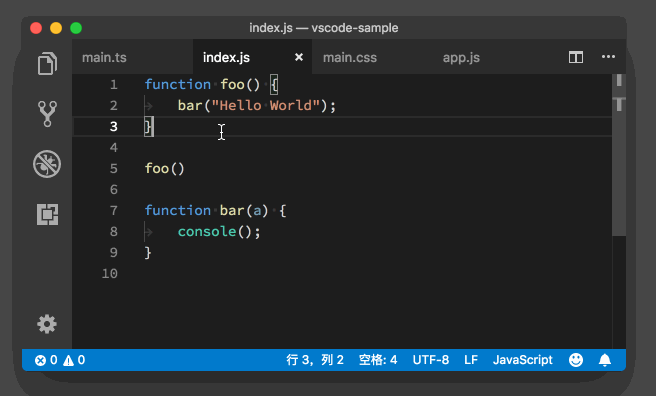 index.js — vscode-sample
main.ts index.js × main.css app.js ···
1 function foo() {
2 bar("Hello World");
3 }
4
5 foo()
6
7 function bar(a) {
8 console();
9 }
10
0 0 行 3，列 2 空格: 4 UTF-8 LF JavaScript